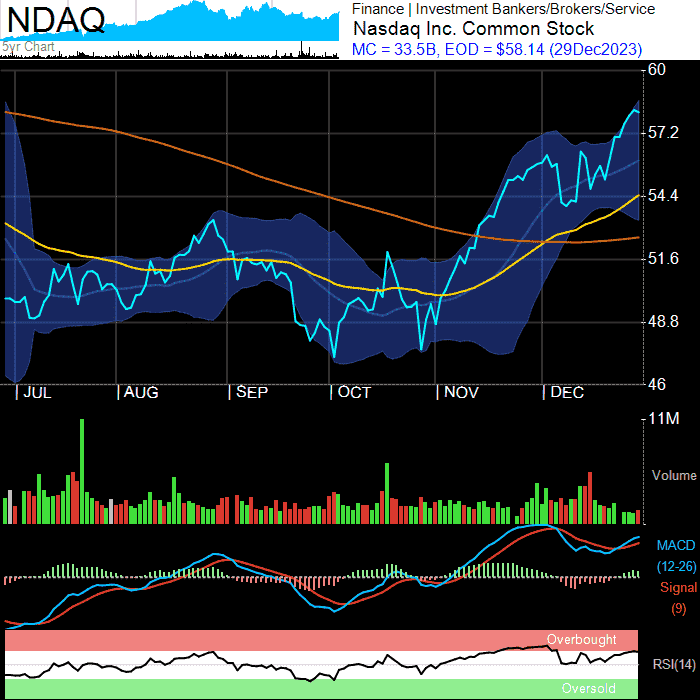 NDAQ
5yr Chart
Finance | Investment Bankers/Brokers/Service
Nasdaq Inc. Common Stock
MC = 33.5B, EOD = $58.14 (29Dec2023)
60
57.2
54.4
51.6
48.8
46
JUL AUG SEP OCT NOV DEC
11M
Volume
MACD
(12-26)
Signal
(9)
Overbought
RSI(14)
Oversold